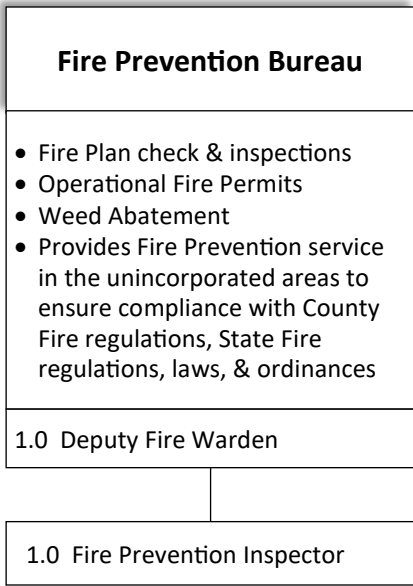 Fire Prevention Bureau
• Fire Plan check & inspections
• Operational Fire Permits
• Weed Abatement
• Provides Fire Prevention service
in the unincorporated areas to
ensure compliance with County
Fire regulations, State Fire
regulations, laws, & ordinances
1.0 Deputy Fire Warden
1.0 Fire Prevention Inspector